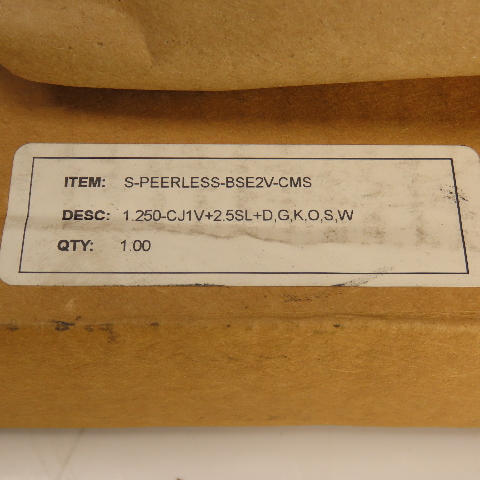 ITEM: S-PEERLESS-BSE2V-CMS
DESC: 1.250-CJ1V+2.5SL+D,G,K,O,S,W
QTY: 1.00